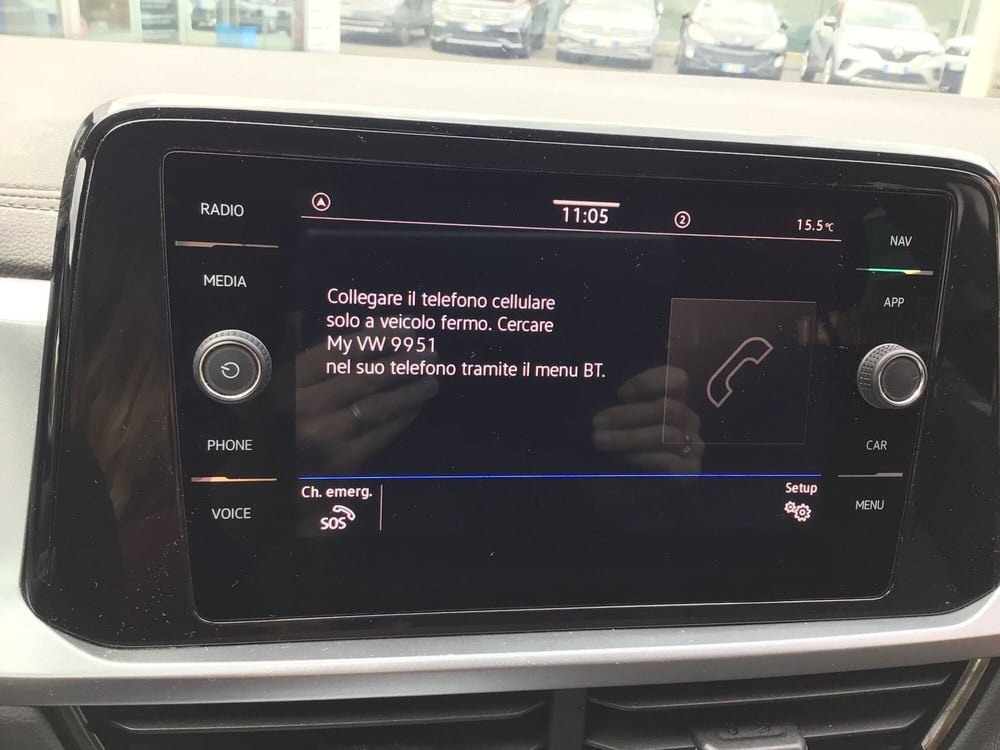 RADIO
MEDIA
PHONE
VOICE
11:05
2
15.5°C
Collegare il telefono cellulare
solo a veicolo fermo. Cercare
My VW 9951
nel suo telefono tramite il menu BT.
Ch. emerg.
SOS
Setup
NAV
APP
CAR
MENU